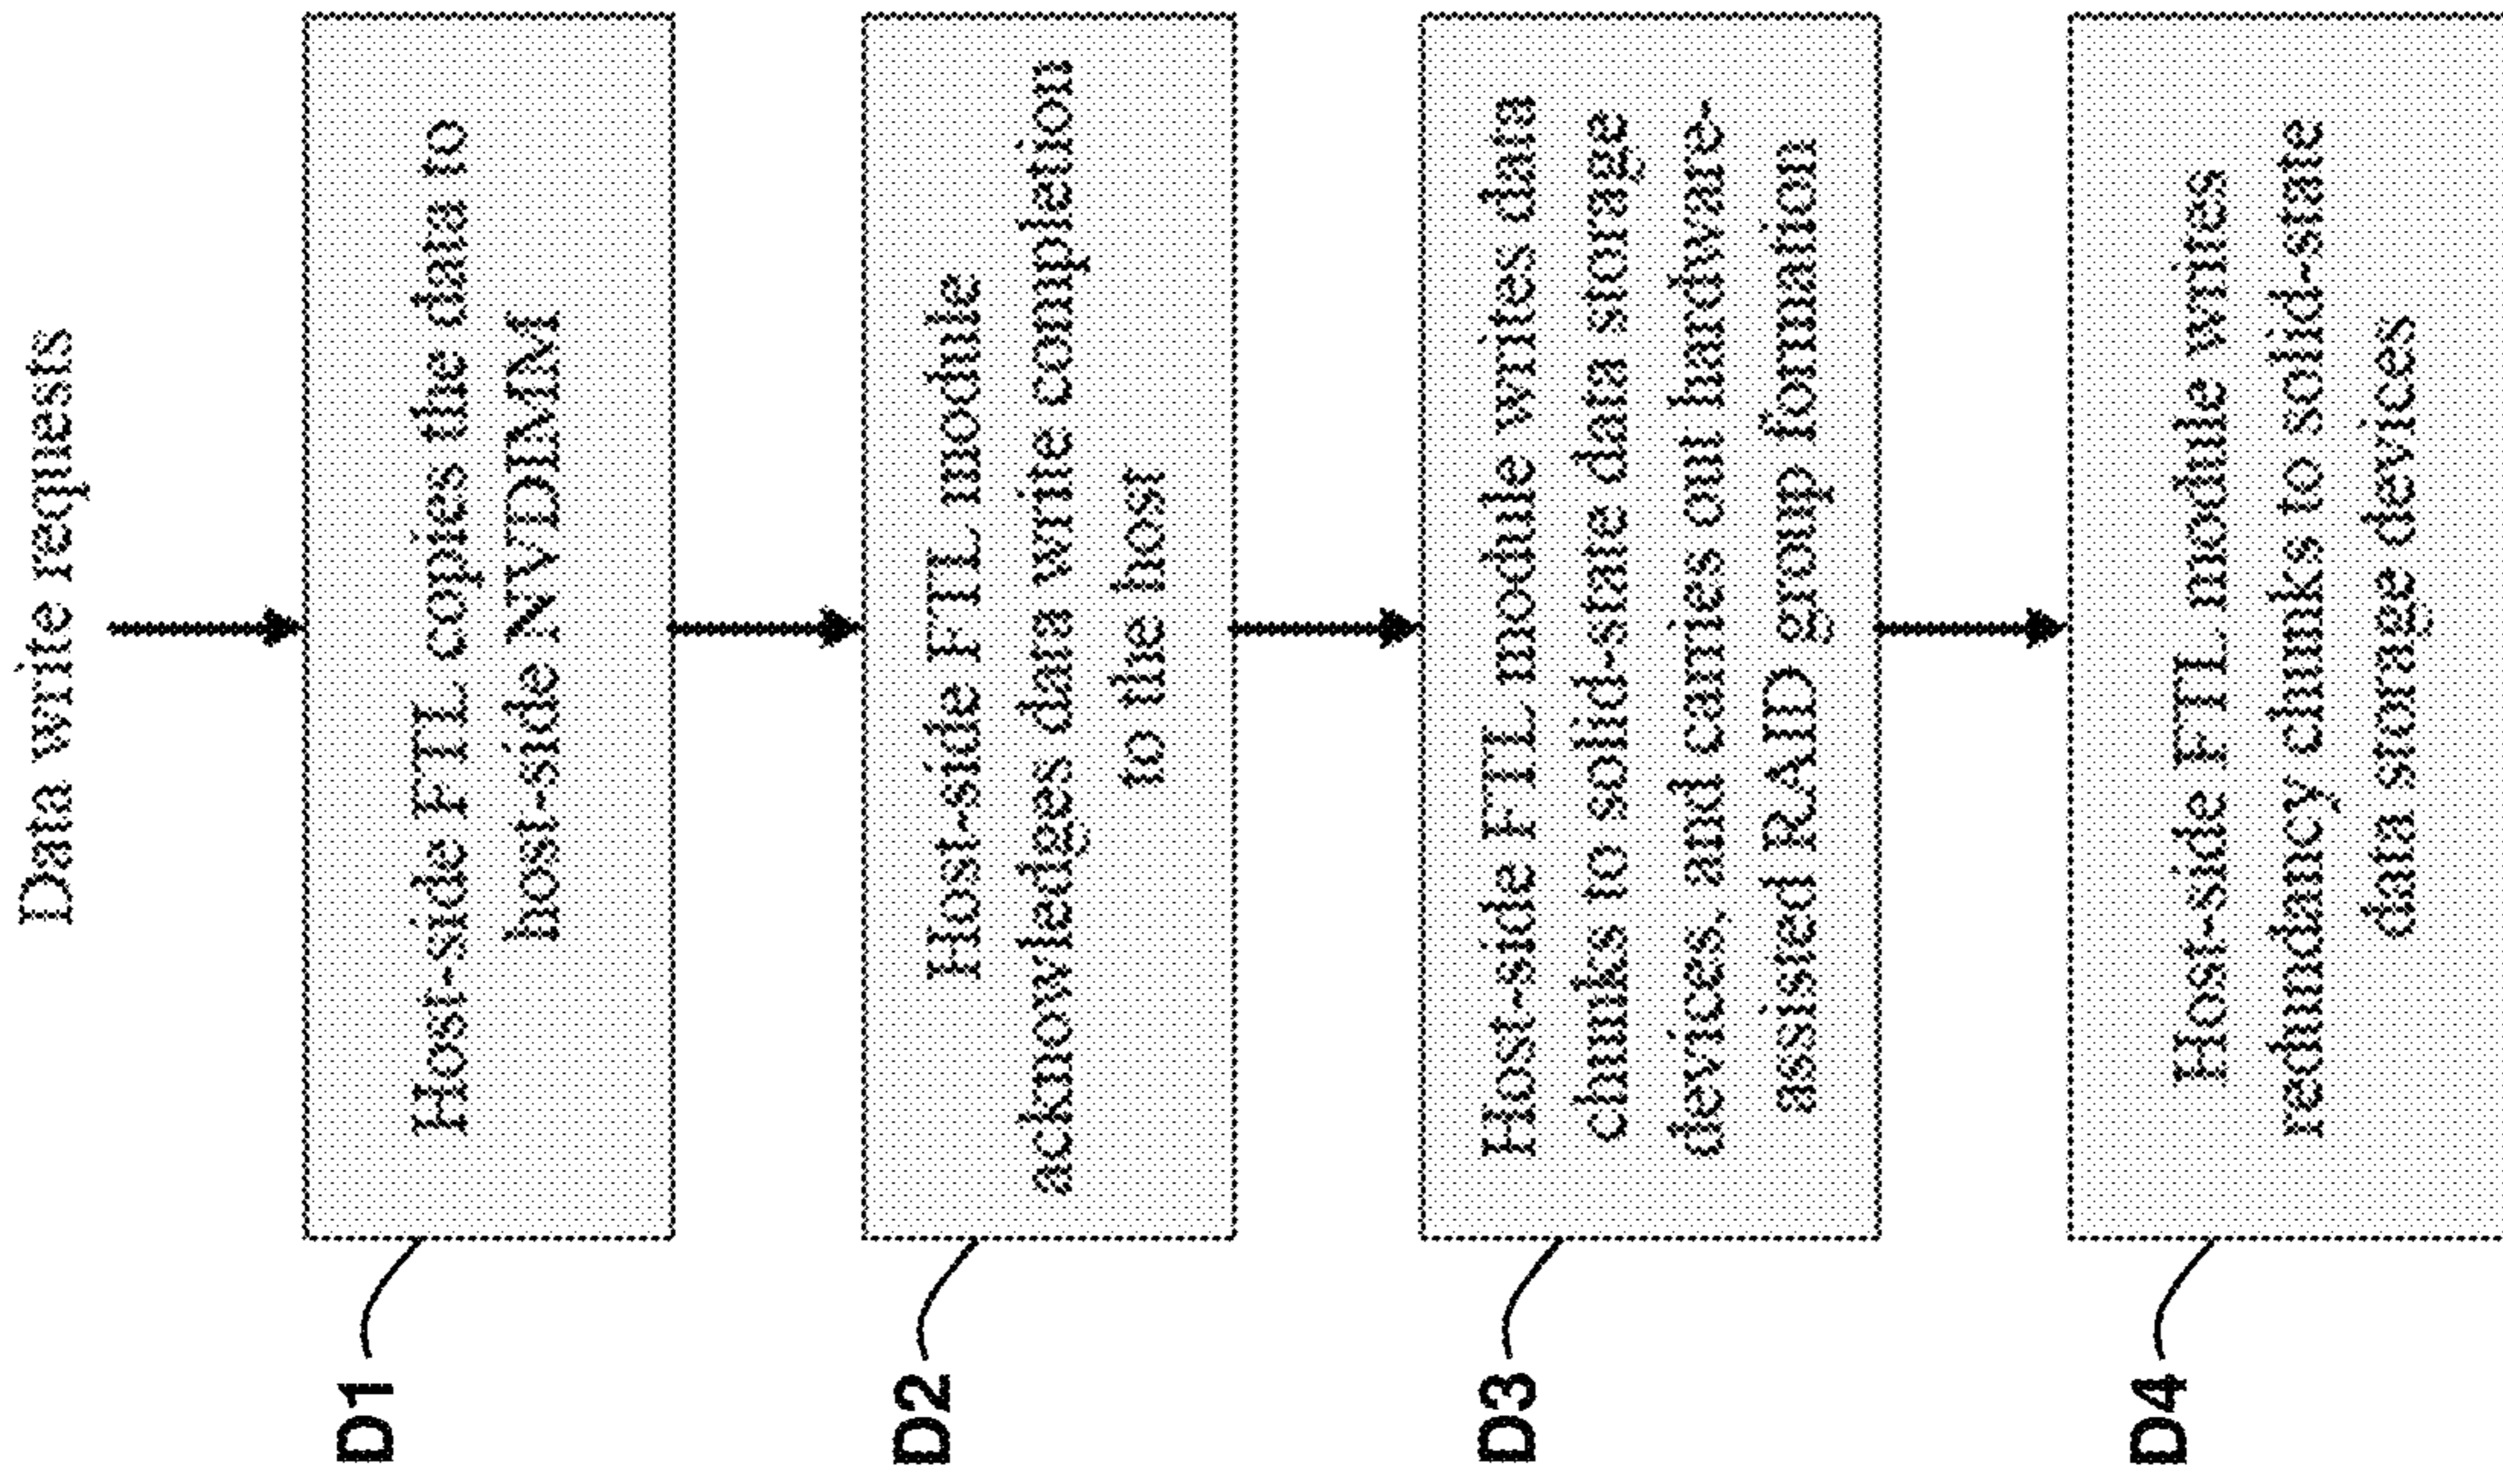 Data write requests
D1
Host-side FTL copies the data to
host-side NVDIMM
D2
Host-side FTL module
acknowledges data write completion
to the host
D3
Host-side FTL module writes data
chunks to solid-state data storage
devices, and carries out hardware-
assisted RAID group formation
D4
Host-side FTL module writes
redundancy chunks to solid-state
data storage devices